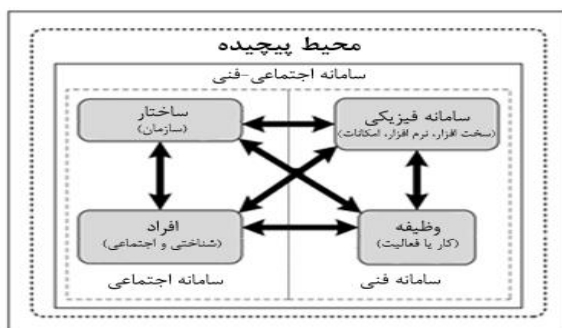 محیط پیچیده
سامانه اجتماعی-فنی
سامانه فیزیکی
(سخت افزار، نرم افزار، امکانات)
ساختار
(سازمان)
وظیفه
(کار یا فعالیت)
افراد
(شناختی و اجتماعی)
سامانه فنی
سامانه اجتماعی